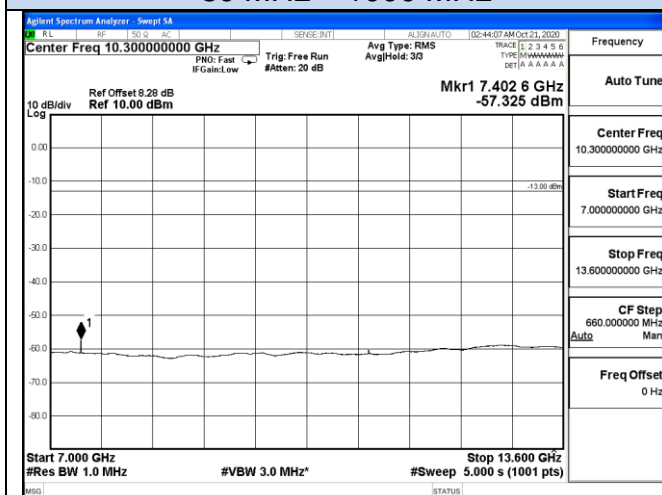 Agilent Spectrum Analyzer - Swept SA
RL RF 50 Ω AC SENSE:INT ALIGNAUTO 02:44:07 AM Oct 21, 2020
Center Freq 10.300000000 GHz
PNO: Fast
IFGain:Low
Trig: Free Run
#Atten: 20 dB
Avg Type: RMS
Avg|Hold: 3/3
TRACE 1 2 3 4 5 6
TYPE MWWWWW
DET A A A A A A
Frequency
Auto Tune
Center Freq
10.300000000 GHz
Start Freq
7.000000000 GHz
Stop Freq
13.600000000 GHz
CF Step
660.000000 MHz
Auto Man
Freq Offset
0 Hz
Ref Offset 8.28 dB
10 dB/div Ref 10.00 dBm
Log
Mkr1 7.402 6 GHz
-57.325 dBm
0.00
-10.0
-13.00 dBm
-20.0
-30.0
-40.0
-50.0
1
-60.0
-70.0
-80.0
Start 7.000 GHz Stop 13.600 GHz
#Res BW 1.0 MHz #VBW 3.0 MHz* #Sweep 5.000 s (1001 pts)
MSG STATUS